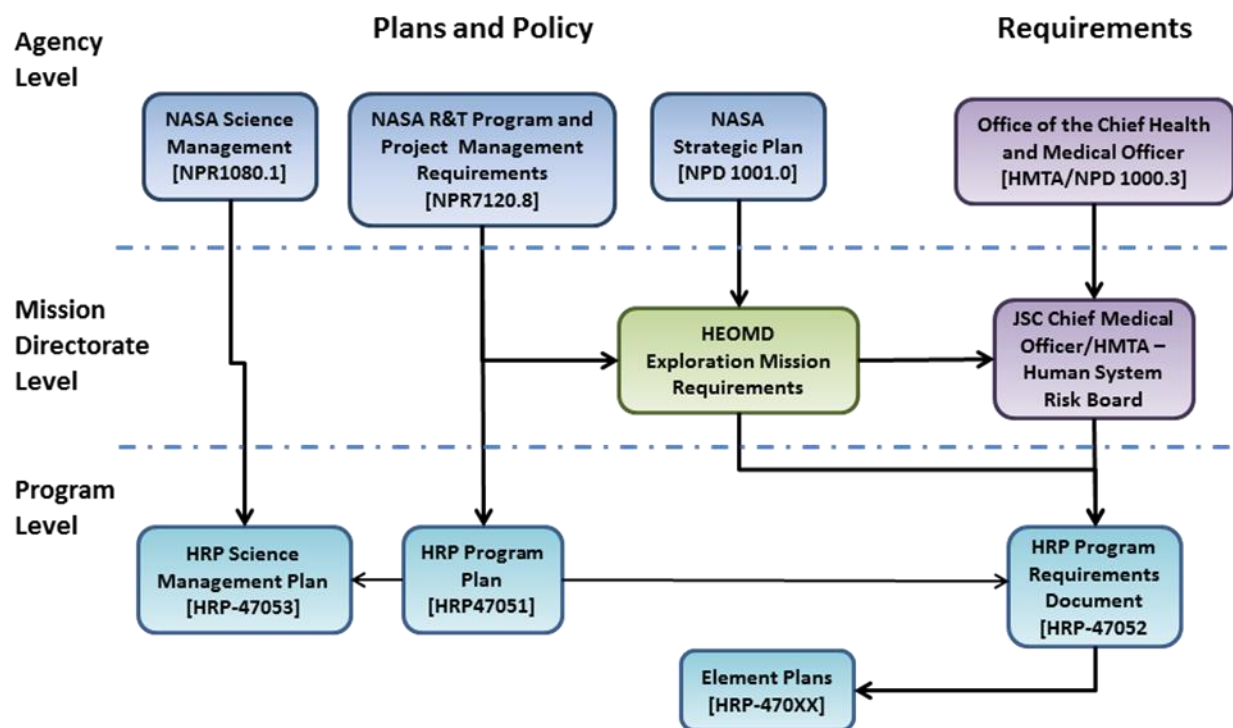 Agency
Level
Plans and Policy
Requirements
NASA Science
Management
[NPR1080.1]
NASA R&T Program and
Project Management
Requirements
[NPR7120.8]
NASA
Strategic Plan
[NPD 1001.0]
Office of the Chief Health
and Medical Officer
[HMTA/NPD 1000.3]
Mission
Directorate
Level
HEOMD
Exploration Mission
Requirements
JSC Chief Medical
Officer/HMTA –
Human System
Risk Board
Program
Level
HRP Science
Management Plan
[HRP-47053]
HRP Program
Plan
[HRP47051]
HRP Program
Requirements
Document
[HRP-47052
Element Plans
[HRP-470XX]